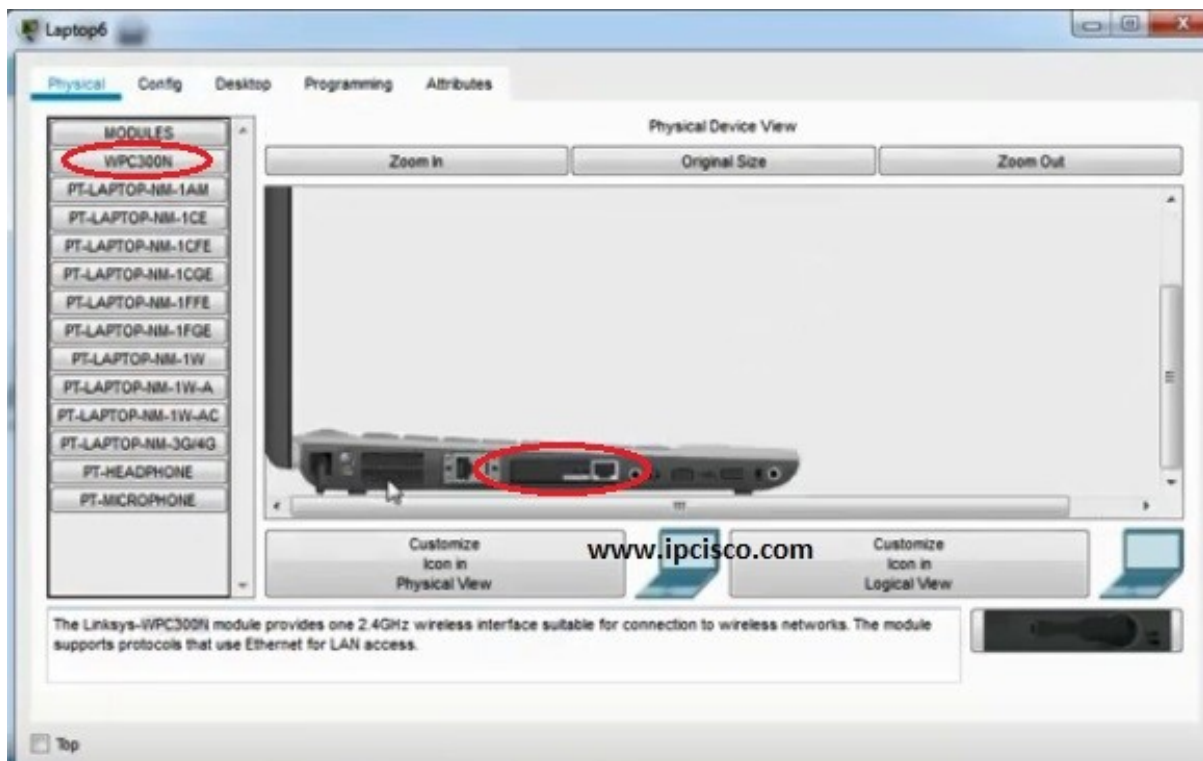 Laptop6
Physical Config Desktop Programming Attributes
MODULES
WPC300N
PT-LAPTOP-NM-1AM
PT-LAPTOP-NM-1CE
PT-LAPTOP-NM-1CFE
PT-LAPTOP-NM-1CGE
PT-LAPTOP-NM-1FFE
PT-LAPTOP-NM-1FGE
PT-LAPTOP-NM-1W
PT-LAPTOP-NM-1W-A
PT-LAPTOP-NM-1W-AC
PT-LAPTOP-NM-3G/4G
PT-HEADPHONE
PT-MICROPHONE
Physical Device View
Zoom In Original Size Zoom Out
Customize
Icon in
Physical View
www.ipcisco.com
Customize
Icon in
Logical View
The Linksys-WPC300N module provides one 2.4GHz wireless interface suitable for connection to wireless networks. The module
supports protocols that use Ethernet for LAN access.
Top